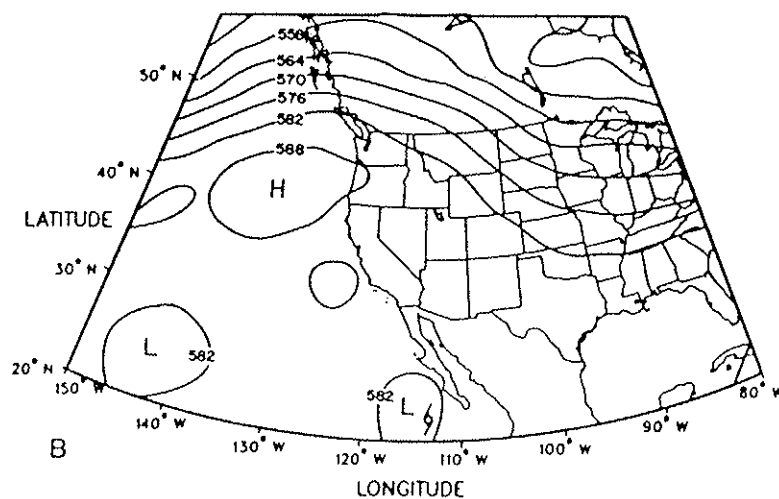 558
564
570
576
582
588
H
L
582
582
L
50° N
40° N
LATITUDE
30° N
20° N
150° W
140° W
130° W
120° W
110° W
100° W
90° W
80° W
B
LONGITUDE